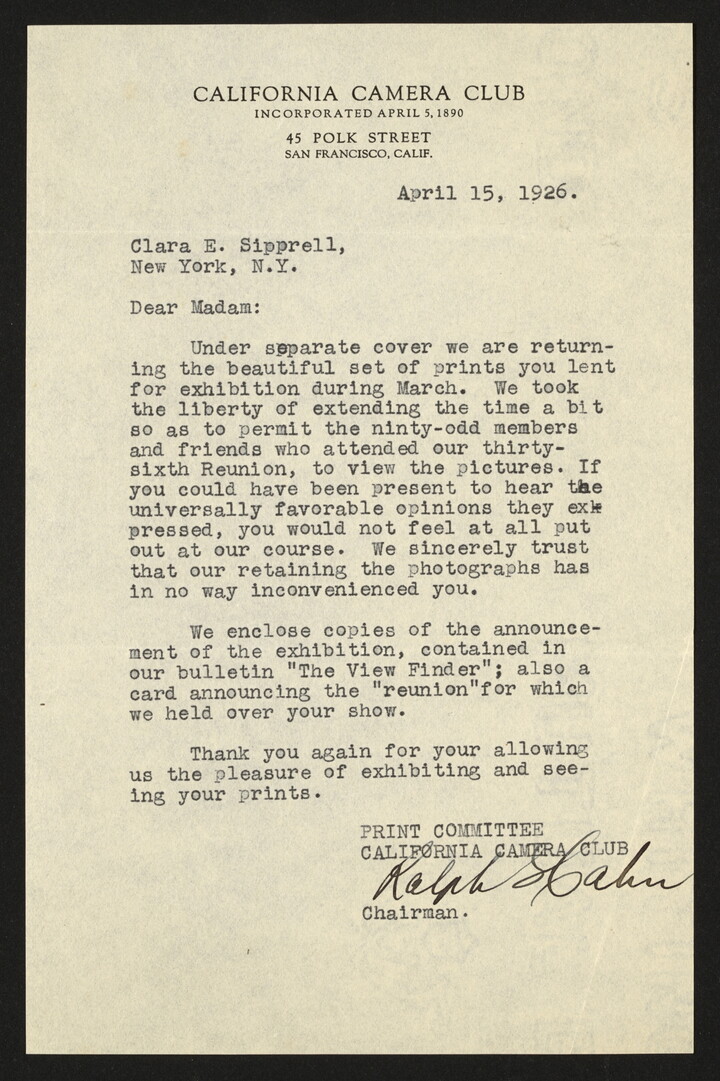 CALIFORNIA CAMERA CLUB
INCORPORATED APRIL 5, 1890
45 POLK STREET
SAN FRANCISCO, CALIF.
April 15, 1926.
Clara E. Sipprell,
New York, N.Y.
Dear Madam:
Under separate cover we are return-
ing the beautiful set of prints you lent
for exhibition during March. We took
the liberty of extending the time a bit
so as to permit the ninty-odd members
and friends who attended our thirty-
sixth Reunion, to view the pictures. If
you could have been present to hear the
universally favorable opinions they ex-
pressed, you would not feel at all put
out at our course. We sincerely trust
that our retaining the photographs has
in no way inconvenienced you.
We enclose copies of the announce-
ment of the exhibition, contained in
our bulletin "The View Finder"; also a
card announcing the "reunion"for which
we held over your show.
Thank you again for your allowing
us the pleasure of exhibiting and see-
ing your prints.
PRINT COMMITTEE
CALIFORNIA CAMERA CLUB
Ralph
Chairman.